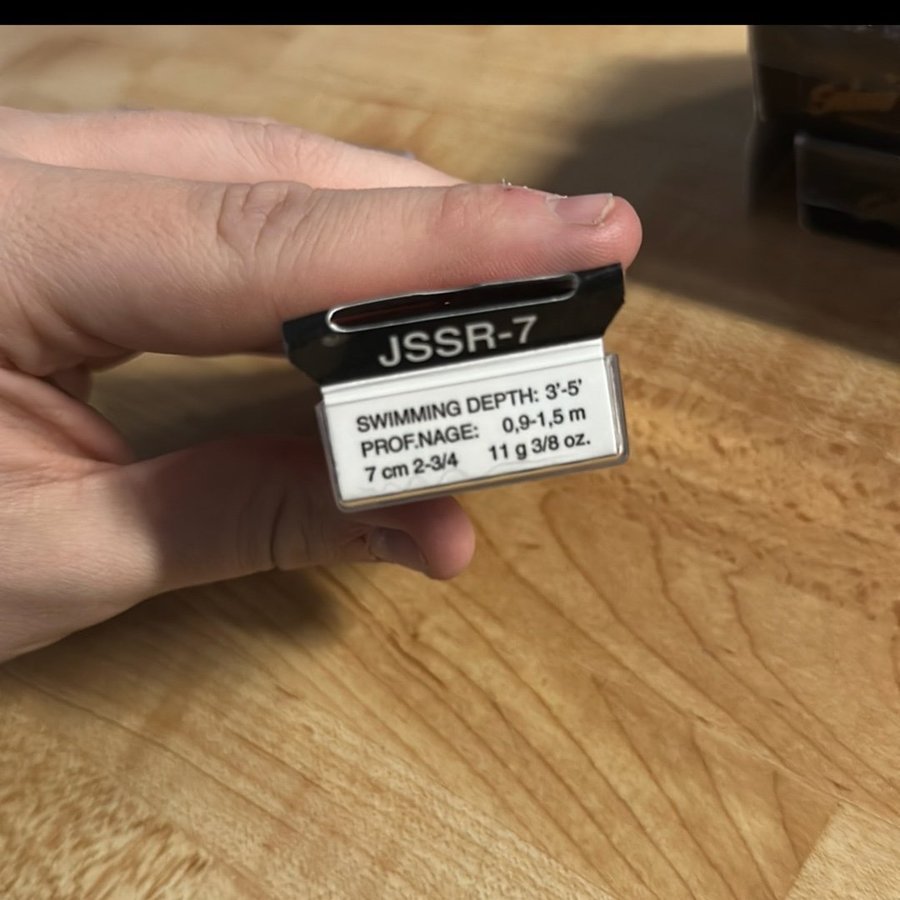 JSSR-7
SWIMMING DEPTH: 3'-5'
PROF.NAGE: 0,9-1,5 m
7 cm 2-3/4 11 g 3/8 oz.